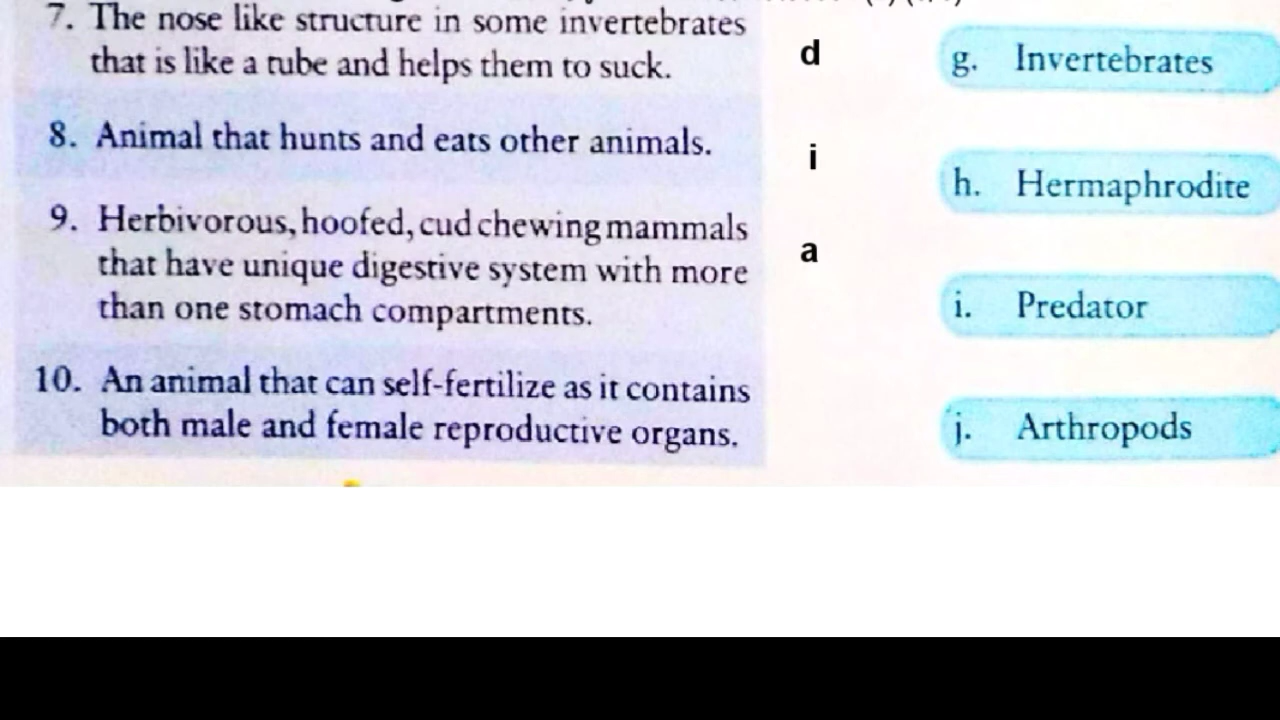 7. The nose like structure in some invertebrates
that is like a tube and helps them to suck.
d
g. Invertebrates
8. Animal that hunts and eats other animals.
i
h. Hermaphrodite
9. Herbivorous, hoofed, cud chewing mammals
that have unique digestive system with more
than one stomach compartments.
a
i. Predator
10. An animal that can self-fertilize as it contains
both male and female reproductive organs.
j. Arthropods